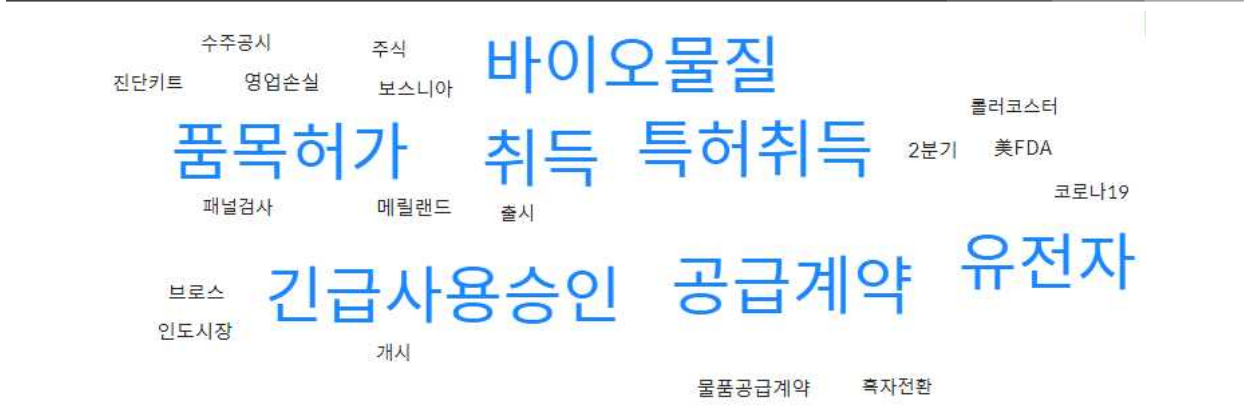 수주공시 주식 바이오물질
진단키트 영업손실 보스니아
롤러코스터
품목허가 취득 특허취득 2분기 美FDA
코로나19
패널검사 메릴랜드 출시
유전자
브로스 긴급사용승인 공급계약
인도시장
개시
물품공급계약 흑자전환